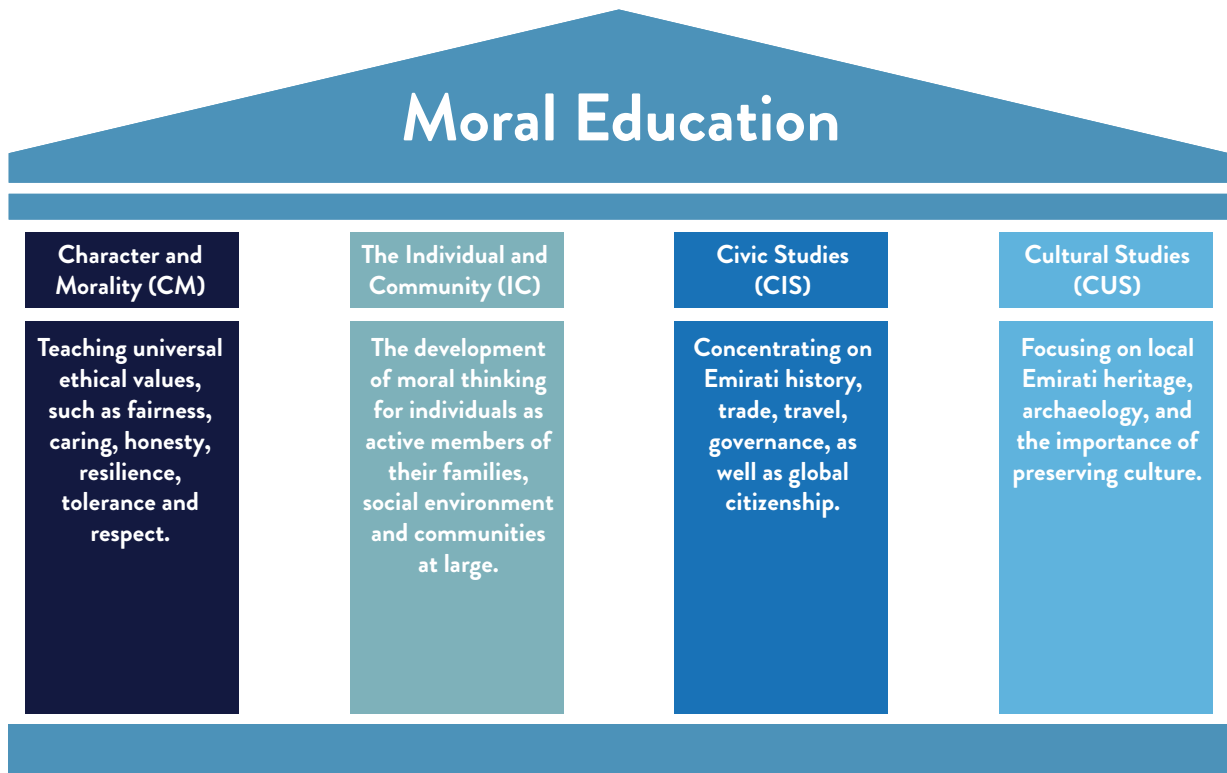 Moral Education
Character and
Morality (CM)
Teaching universal
ethical values,
such as fairness,
caring, honesty,
resilience,
tolerance and
respect.
The Individual and
Community (IC)
The development
of moral thinking
for individuals as
active members of
their families,
social environment
and communities
at large.
Civic Studies
(CIS)
Concentrating on
Emirati history,
trade, travel,
governance, as
well as global
citizenship.
Cultural Studies
(CUS)
Focusing on local
Emirati heritage,
archaeology, and
the importance of
preserving culture.